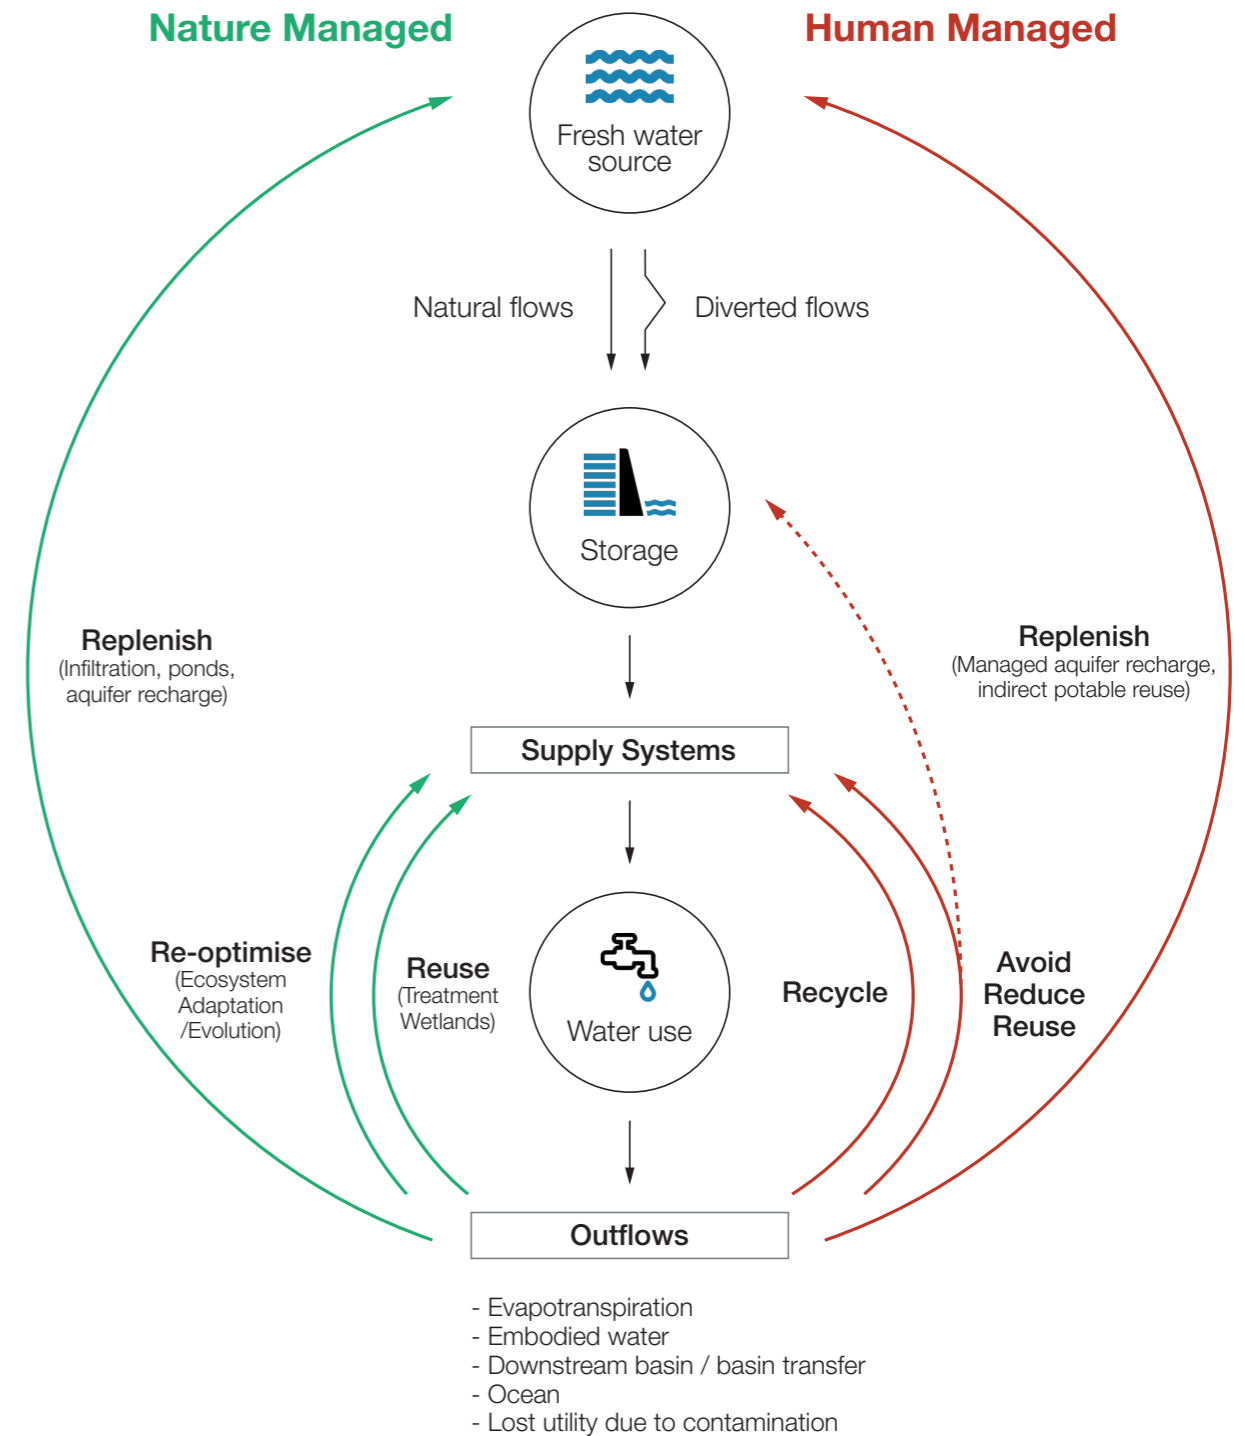 Nature Managed
Human Managed
Fresh water
source
Natural flows
Diverted flows
Storage
Replenish
(Infiltration, ponds,
aquifer recharge)
Replenish
(Managed aquifer recharge,
indirect potable reuse)
Supply Systems
Re-optimise
(Ecosystem
Adaptation
/Evolution)
Reuse
(Treatment
Wetlands)
Water use
Recycle
Avoid
Reduce
Reuse
Outflows
- Evapotranspiration
- Embodied water
- Downstream basin / basin transfer
- Ocean
- Lost utility due to contamination